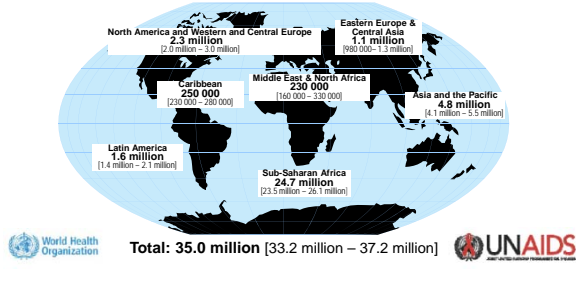 North America and Western and Central Europe
2.3 million
[2.0 million – 3.0 million]
Eastern Europe &
Central Asia
1.1 million
[980 000– 1.3 million]
Caribbean
250 000
[230 000 – 280 000]
Middle East & North Africa
230 000
[160 000 – 330 000]
Asia and the Pacific
4.8 million
[4.1 million – 5.5 million]
Latin America
1.6 million
[1.4 million – 2.1 million]
Sub-Saharan Africa
24.7 million
[23.5 million – 26.1 million]
World Health
Organization
Total: 35.0 million [33.2 million – 37.2 million]
UNAIDS